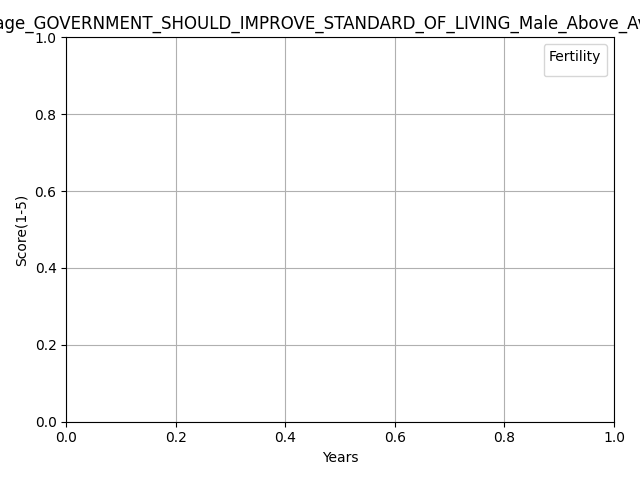 age_GOVERNMENT_SHOULD_IMPROVE_STANDARD_OF_LIVING_Male_Above_Av
Fertility
1.0
0.8
0.6
0.4
0.2
0.0
Score(1-5)
0.0 0.2 0.4 0.6 0.8 1.0
Years